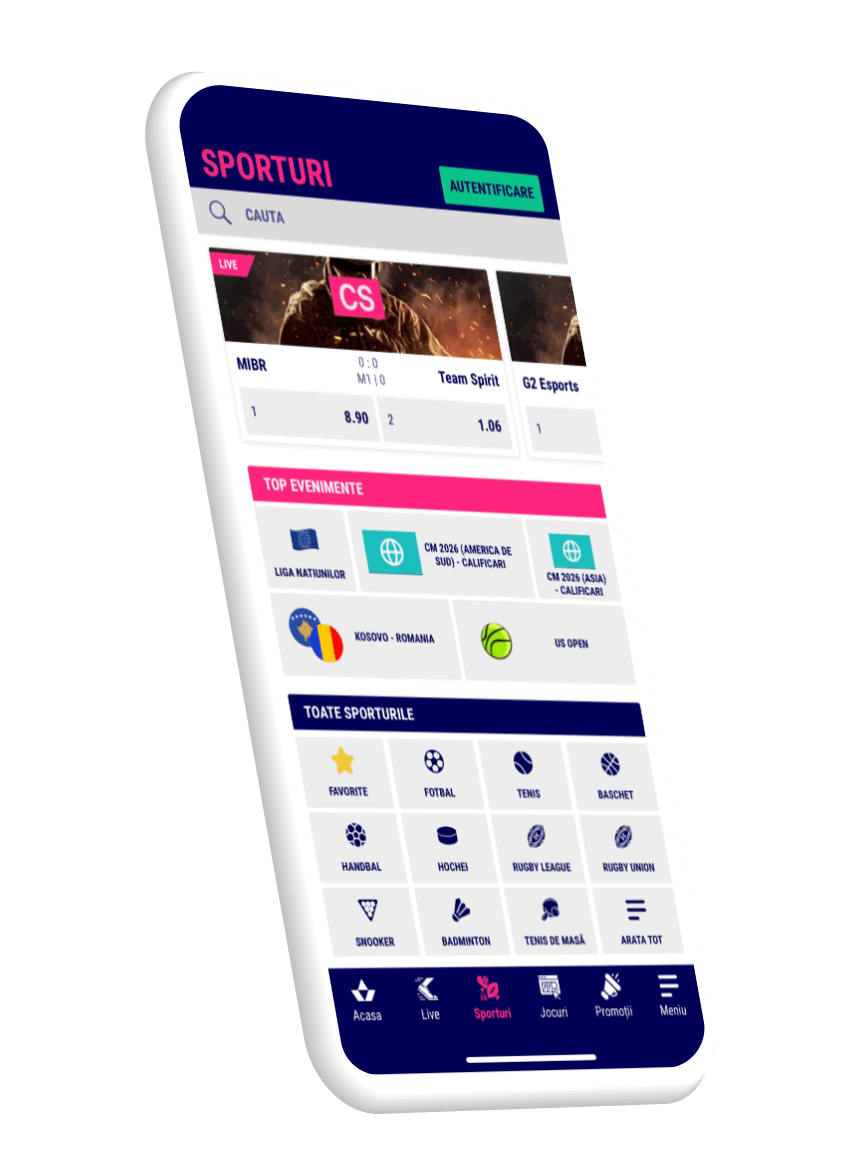 SPORTURI
AUTENTIFICARE
CAUTA
LIVE
CS
MIBR
0 : 0
M1 | 0
Team Spirit
G2 Esports
1
8.90
2
1.06
1
TOP EVENIMENTE
LIGA NATIUNILOR
CM 2026 (AMERICA DE
SUD) - CALIFICARI
CM 2026 (ASIA)
- CALIFICARI
KOSOVO - ROMANIA
US OPEN
TOATE SPORTURILE
FAVORITE
FOTBAL
TENIS
BASCHET
HANDBAL
HOCHEI
RUGBY LEAGUE
RUGBY UNION
SNOOKER
BADMINTON
TENIS DE MASĂ
ARATA TOT
Acasa
Live
Sporturi
Jocuri
Promoții
Meniu